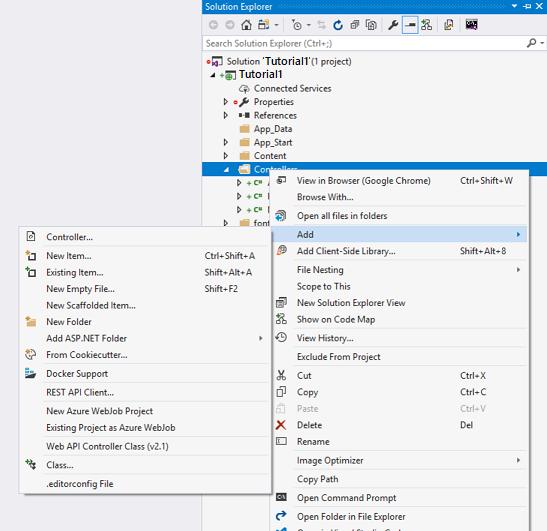 Solution Explorer
Search Solution Explorer (Ctrl+;)
Solution 'Tutorial1' (1 project)
Tutorial1
Connected Services
Properties
References
App_Data
App_Start
Content
Controllers
C#
C#
C#
View in Browser (Google Chrome) Ctrl+Shift+W
Browse With...
Open all files in folders
Add
Add Client-Side Library... Shift+Alt+8
File Nesting
Scope to This
New Solution Explorer View
Show on Code Map
View History...
Exclude From Project
Cut Ctrl+X
Copy Ctrl+C
Paste Ctrl+V
Delete Del
Rename
Image Optimizer
Copy Path
Open Command Prompt
Open Folder in File Explorer
Controller...
New Item... Ctrl+Shift+A
Existing Item... Shift+Alt+A
New Empty File... Shift+F2
New Scaffolded Item...
New Folder
Add ASP.NET Folder
From Cookiecutter...
Docker Support
REST API Client...
New Azure WebJob Project
Existing Project as Azure WebJob
Web API Controller Class (v2.1)
Class...
.editorconfig File